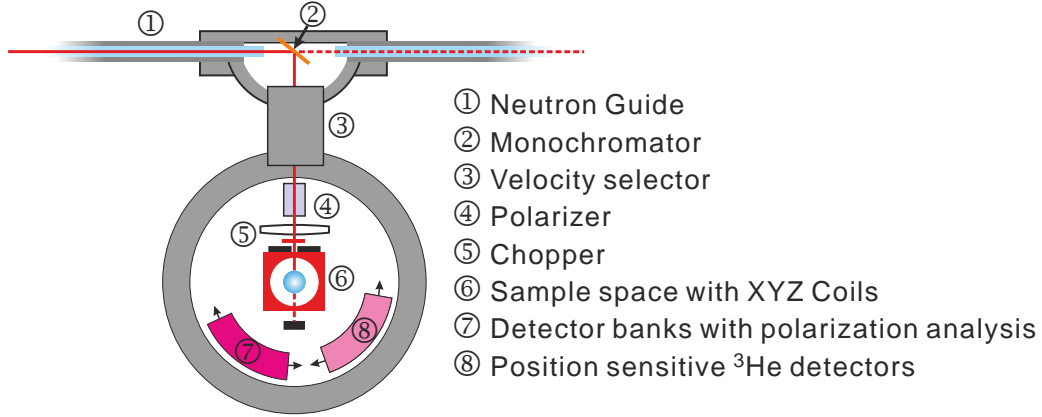 ①
②
③
④
⑤
⑥
⑦
⑧
① Neutron Guide
② Monochromator
③ Velocity selector
④ Polarizer
⑤ Chopper
⑥ Sample space with XYZ Coils
⑦ Detector banks with polarization analysis
⑧ Position sensitive ³He detectors